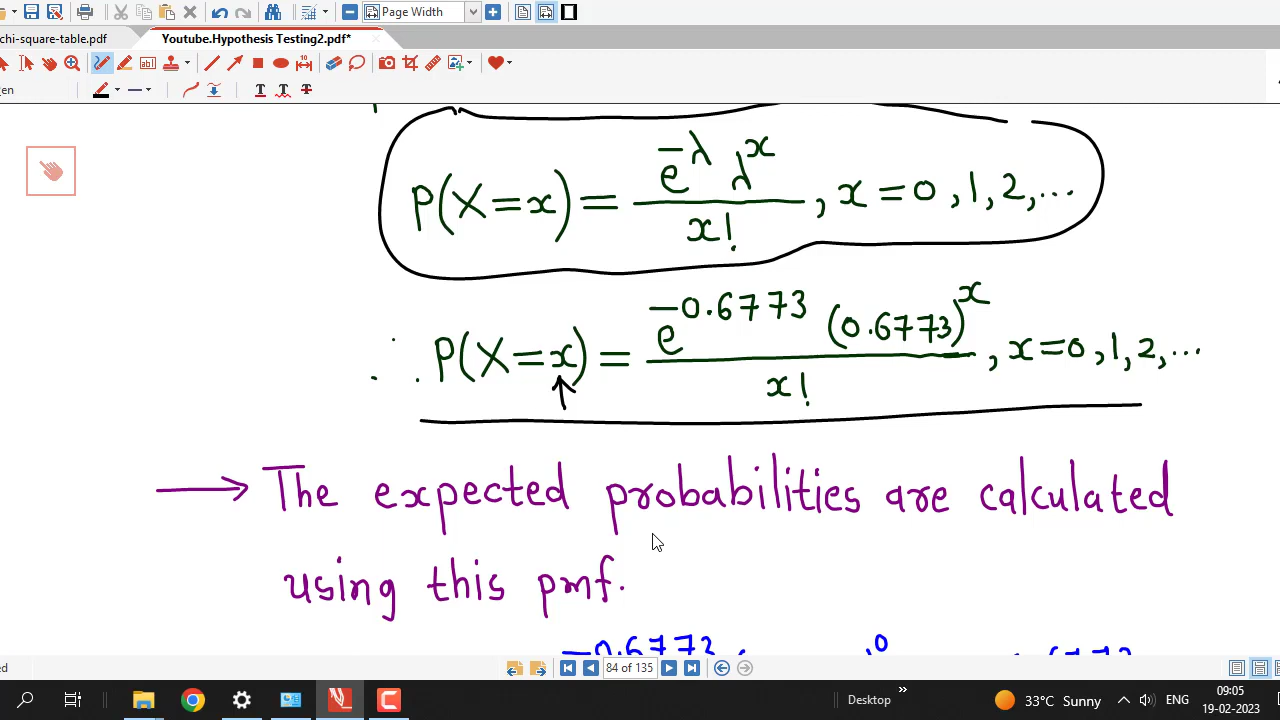 Page Width
chi-square-table.pdf Youtube.Hypothesis Testing2.pdf*
P(X=x) = e^-λ λ^x / x! , x=0,1,2,...
∴ P(X=x) = e^-0.6773 (0.6773)^x / x! , x=0,1,2,...
→ The expected probabilities are calculated
using this pmf.
84 of 135
33°C Sunny
Desktop
ENG
09:05
19-02-2023